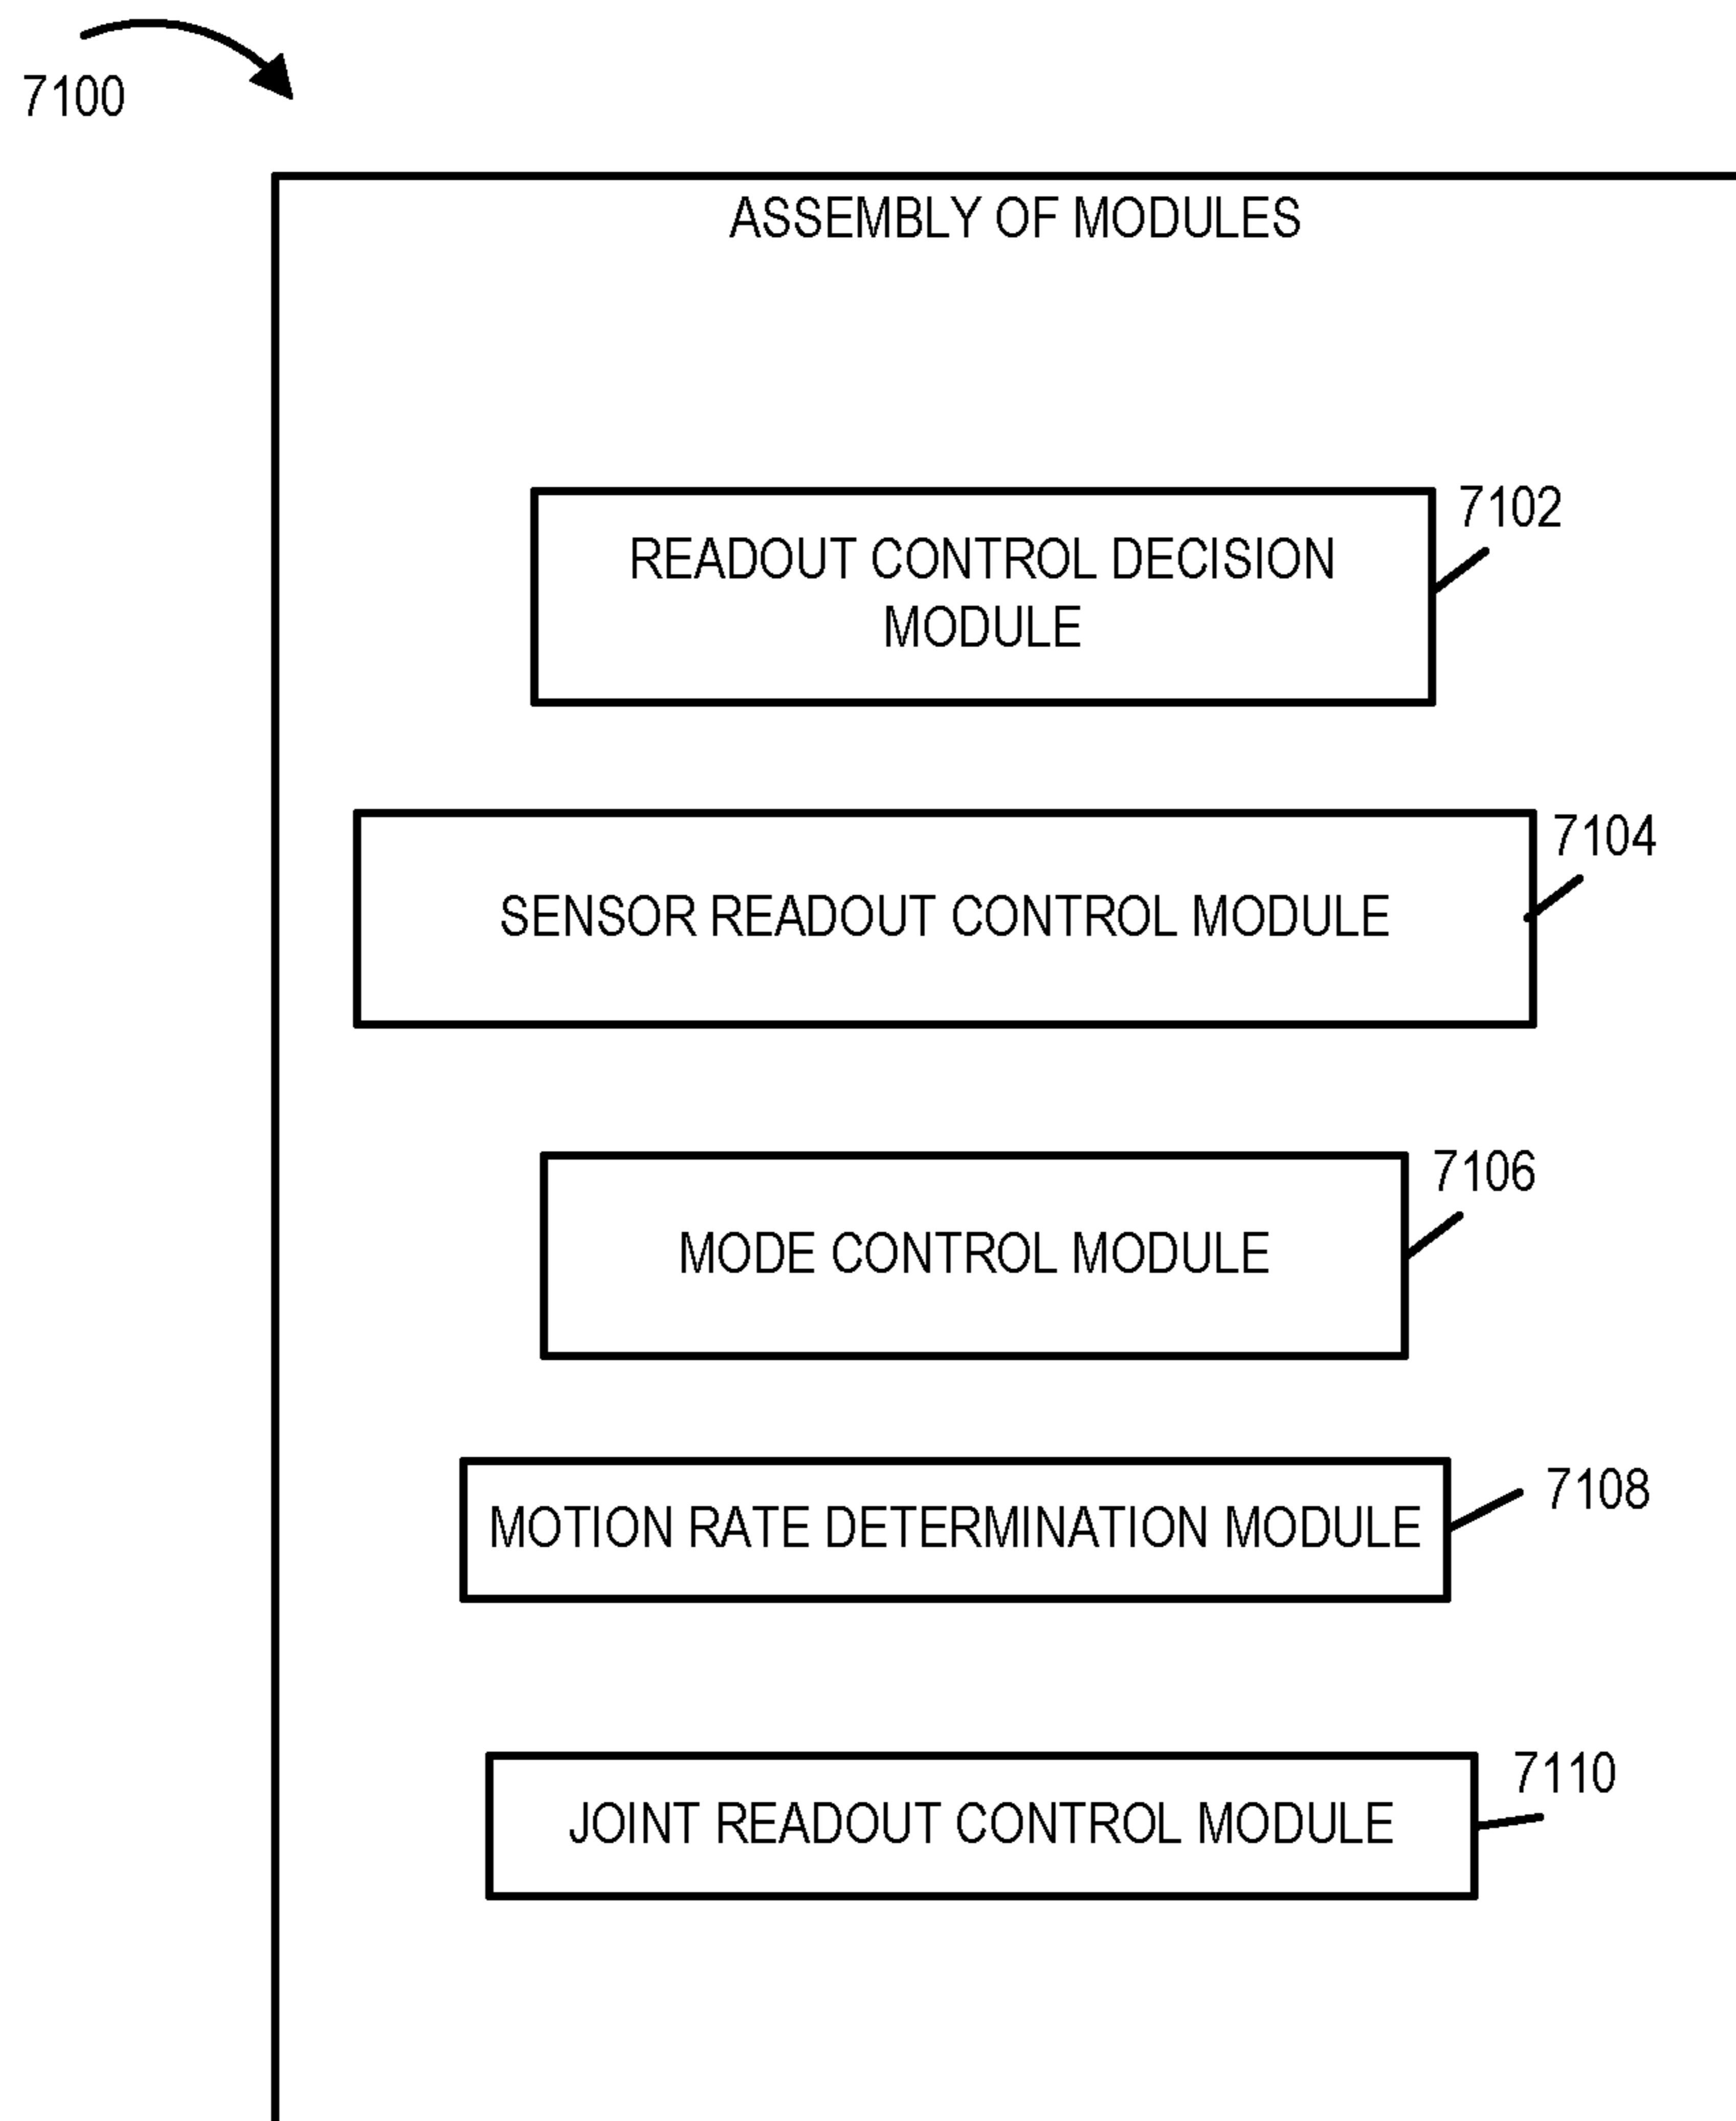 7100
ASSEMBLY OF MODULES
7102
READOUT CONTROL DECISION
MODULE
7104
SENSOR READOUT CONTROL MODULE
7106
MODE CONTROL MODULE
7108
MOTION RATE DETERMINATION MODULE
7110
JOINT READOUT CONTROL MODULE